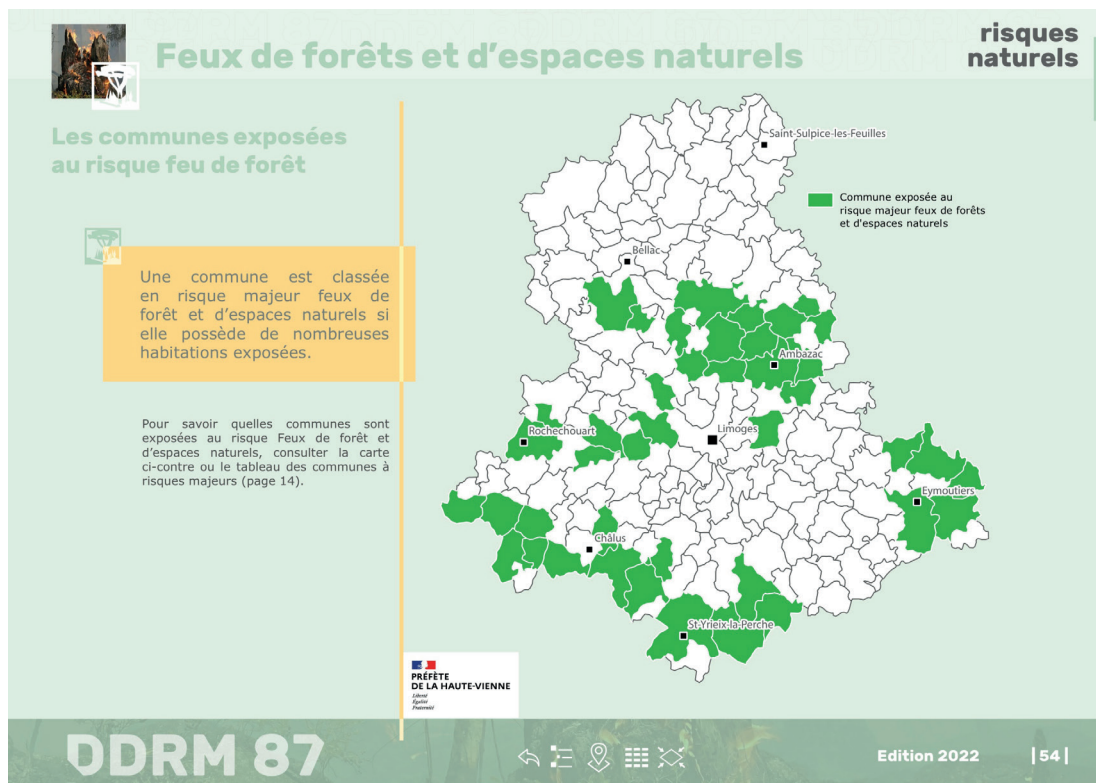 Feux de forêts et d'espaces naturels
risques
naturels
Les communes exposées
au risque feu de forêt
Une commune est classée
en risque majeur feux de
forêt et d'espaces naturels si
elle possède de nombreuses
habitations exposées.
Pour savoir quelles communes sont
exposées au risque Feux de forêt et
d'espaces naturels, consulter la carte
ci-contre ou le tableau des communes à
risques majeurs (page 14).
Saint-Sulpice-les-Feuilles
Commune exposée au
risque majeur feux de forêts
et d'espaces naturels
Bellac
Ambazac
Rochechouart
Limoges
Eymoutiers
Châlus
St-Yrieix-la-Perche
PRÉFÈTE
DE LA HAUTE-VIENNE
Liberté
Égalité
Fraternité
DDRM 87
Edition 2022
|54|